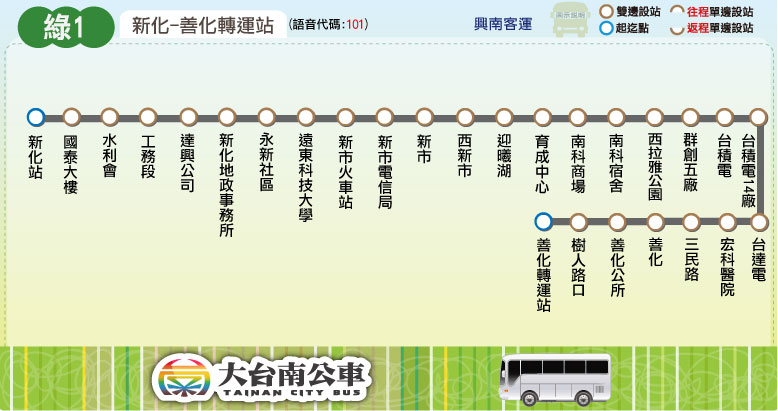 綠1
新化-善化轉運站
(語音代碼:101)
興南客運
圖示說明
雙邊設站
起迄點
往程單邊設站
返程單邊設站
新化站
國泰大樓
水利會
工務段
達興公司
新化地政事務所
永新社區
遠東科技大學
新市火車站
新市電信局
新市
西新市
迎曦湖
育成中心
南科商場
南科宿舍
西拉雅公園
群創五廠
台積電
台積電14廠
善化轉運站
樹人路口
善化公所
善化
三民路
宏科醫院
台達電
大台南公車
TAINAN CITY BUS